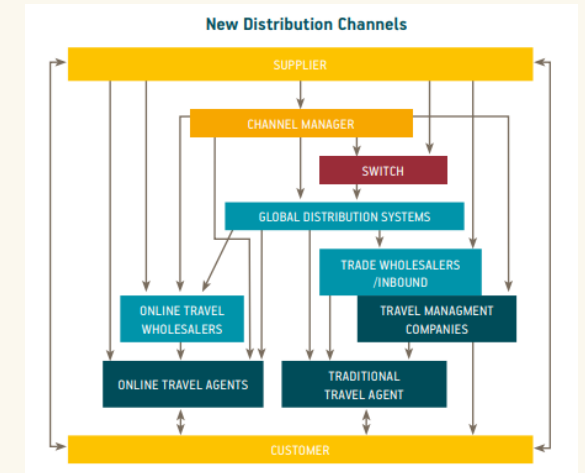 New Distribution Channels
SUPPLIER
CHANNEL MANAGER
SWITCH
GLOBAL DISTRIBUTION SYSTEMS
TRADE WHOLESALERS
/INBOUND
ONLINE TRAVEL
WHOLESALERS
TRAVEL MANAGMENT
COMPANIES
ONLINE TRAVEL AGENTS
TRADITIONAL
TRAVEL AGENT
CUSTOMER